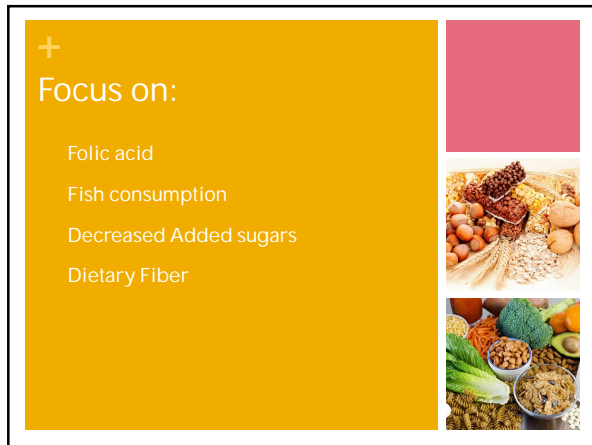 +
Focus on:
Folic acid
Fish consumption
Decreased Added sugars
Dietary Fiber